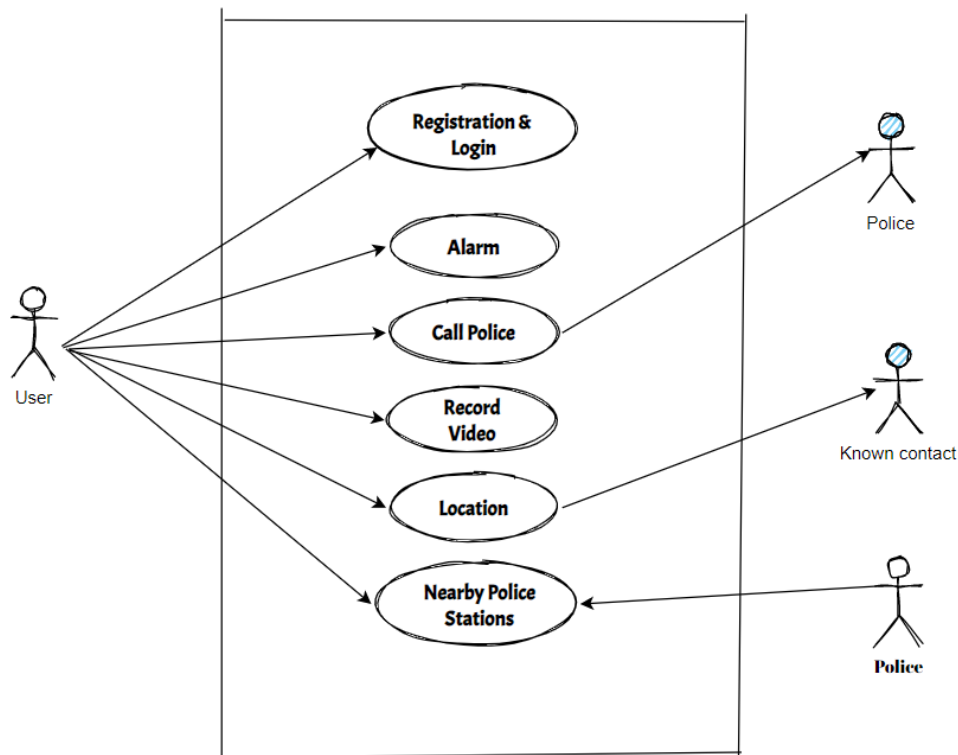 Registration &
Login
Alarm
Call Police
Record
Video
Location
Nearby Police
Stations
User
Police
Known contact
Police